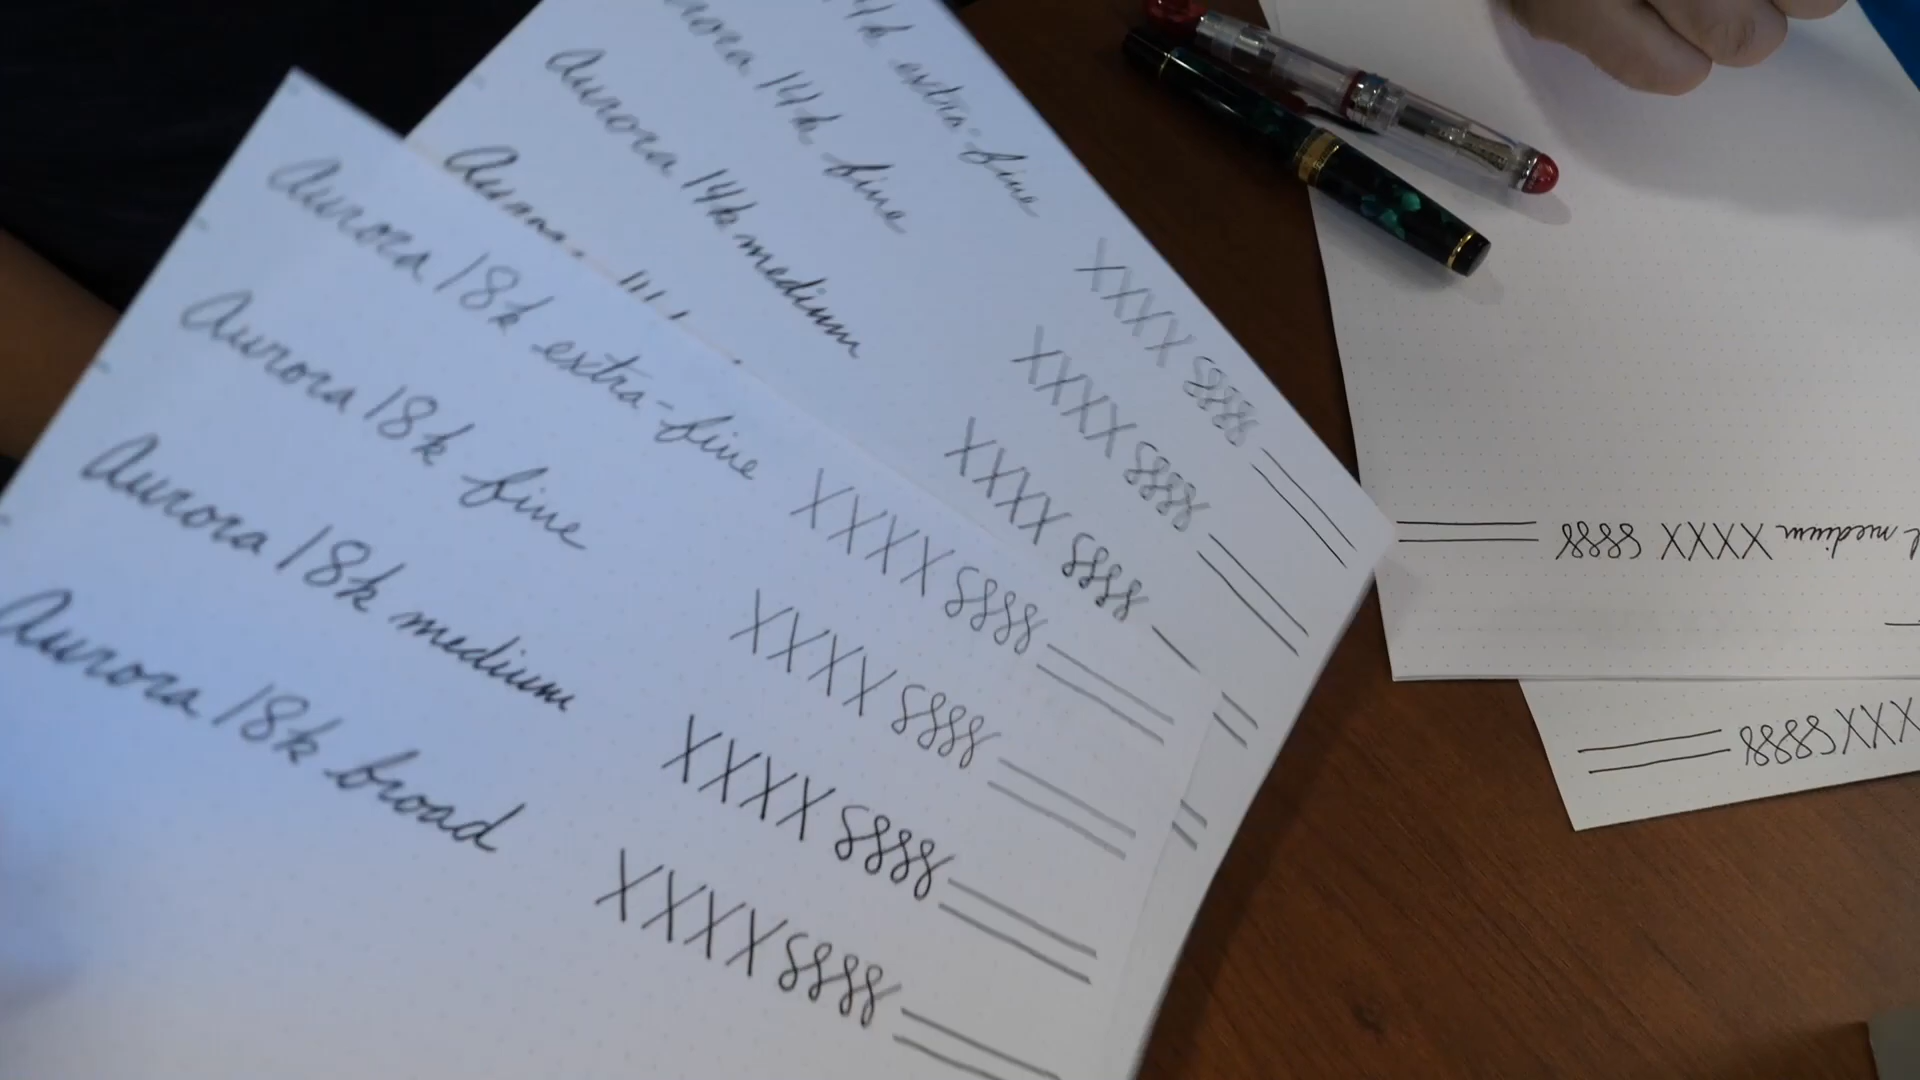 Aurora 18k extra-fine XXXX 8888
Aurora 18k fine XXXX 8888
Aurora 18k medium XXXX 8888
Aurora 18k broad XXXX 8888
14k extra-fine XXXX 8888
Aurora 14k fine XXXX 8888
Aurora 14k medium XXXX 8888
medium XXXX 8888
XXX 8888